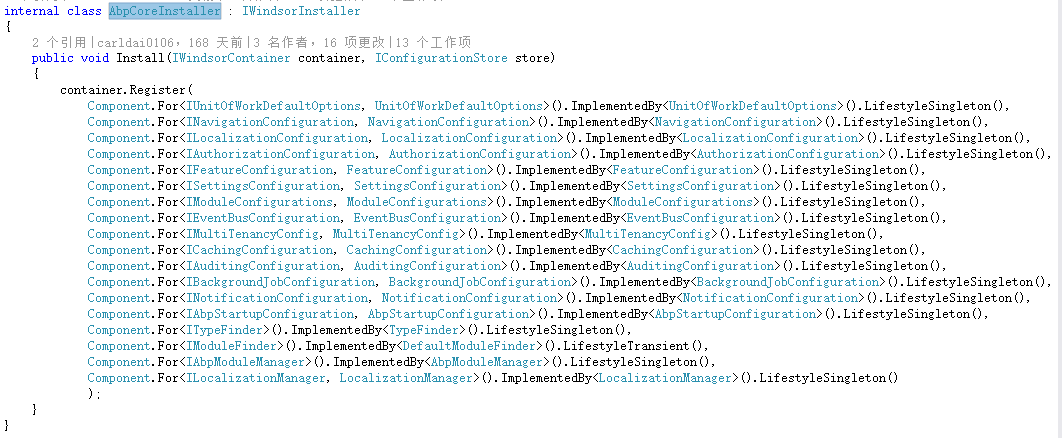 internal class AbpCoreInstaller : IWindsorInstaller
{
2 个引用|carldai0106，168 天前|3 名作者，16 项更改|13 个工作项
public void Install(IWindsorContainer container, IConfigurationStore store)
{
container.Register(
Component.For<IUnitOfWorkDefaultOptions, UnitOfWorkDefaultOptions>().ImplementedBy<UnitOfWorkDefaultOptions>().LifestyleSingleton(),
Component.For<INavigationConfiguration, NavigationConfiguration>().ImplementedBy<NavigationConfiguration>().LifestyleSingleton(),
Component.For<ILocalizationConfiguration, LocalizationConfiguration>().ImplementedBy<LocalizationConfiguration>().LifestyleSingleton(),
Component.For<IAuthorizationConfiguration, AuthorizationConfiguration>().ImplementedBy<AuthorizationConfiguration>().LifestyleSingleton(),
Component.For<IFeatureConfiguration, FeatureConfiguration>().ImplementedBy<FeatureConfiguration>().LifestyleSingleton(),
Component.For<ISettingsConfiguration, SettingsConfiguration>().ImplementedBy<SettingsConfiguration>().LifestyleSingleton(),
Component.For<IModuleConfigurations, ModuleConfigurations>().ImplementedBy<ModuleConfigurations>().LifestyleSingleton(),
Component.For<IEventBusConfiguration, EventBusConfiguration>().ImplementedBy<EventBusConfiguration>().LifestyleSingleton(),
Component.For<IMultiTenancyConfig, MultiTenancyConfig>().ImplementedBy<MultiTenancyConfig>().LifestyleSingleton(),
Component.For<ICachingConfiguration, CachingConfiguration>().ImplementedBy<CachingConfiguration>().LifestyleSingleton(),
Component.For<IAuditingConfiguration, AuditingConfiguration>().ImplementedBy<AuditingConfiguration>().LifestyleSingleton(),
Component.For<IBackgroundJobConfiguration, BackgroundJobConfiguration>().ImplementedBy<BackgroundJobConfiguration>().LifestyleSingleton(),
Component.For<INotificationConfiguration, NotificationConfiguration>().ImplementedBy<NotificationConfiguration>().LifestyleSingleton(),
Component.For<IAbpStartupConfiguration, AbpStartupConfiguration>().ImplementedBy<AbpStartupConfiguration>().LifestyleSingleton(),
Component.For<ITypeFinder>().ImplementedBy<TypeFinder>().LifestyleSingleton(),
Component.For<IModuleFinder>().ImplementedBy<DefaultModuleFinder>().LifestyleTransient(),
Component.For<IAbpModuleManager>().ImplementedBy<AbpModuleManager>().LifestyleSingleton(),
Component.For<ILocalizationManager, LocalizationManager>().ImplementedBy<LocalizationManager>().LifestyleSingleton()
);
}
}